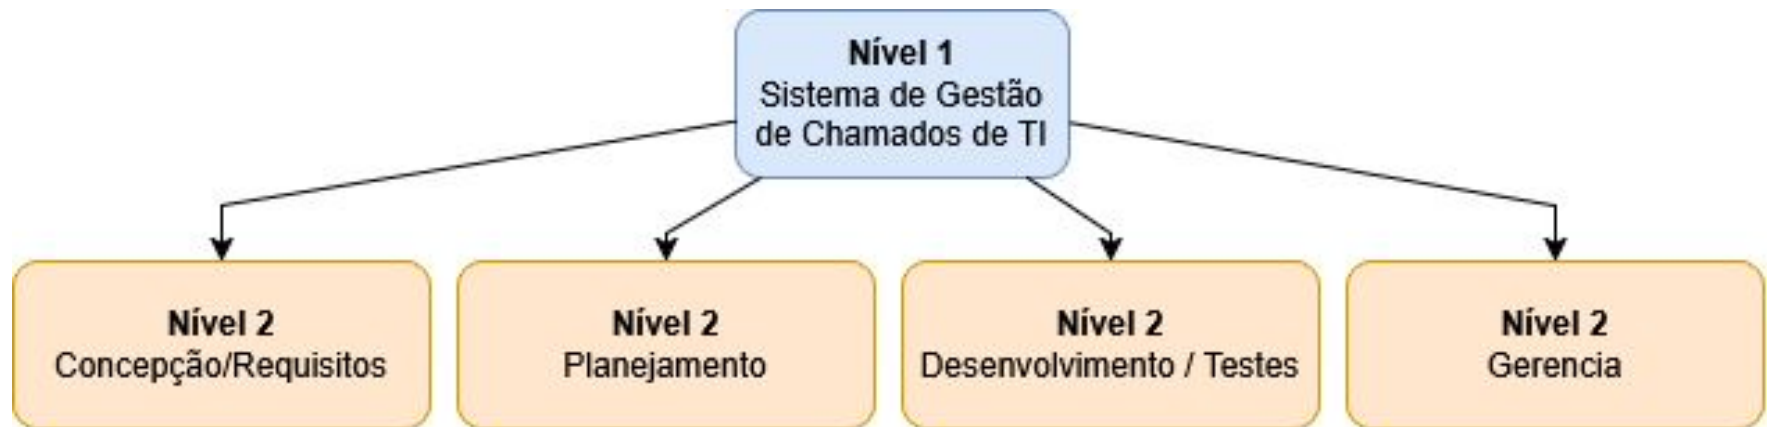 Nível 1
Sistema de Gestão
de Chamados de TI
Nível 2
Concepção/Requisitos
Nível 2
Planejamento
Nível 2
Desenvolvimento / Testes
Nível 2
Gerencia